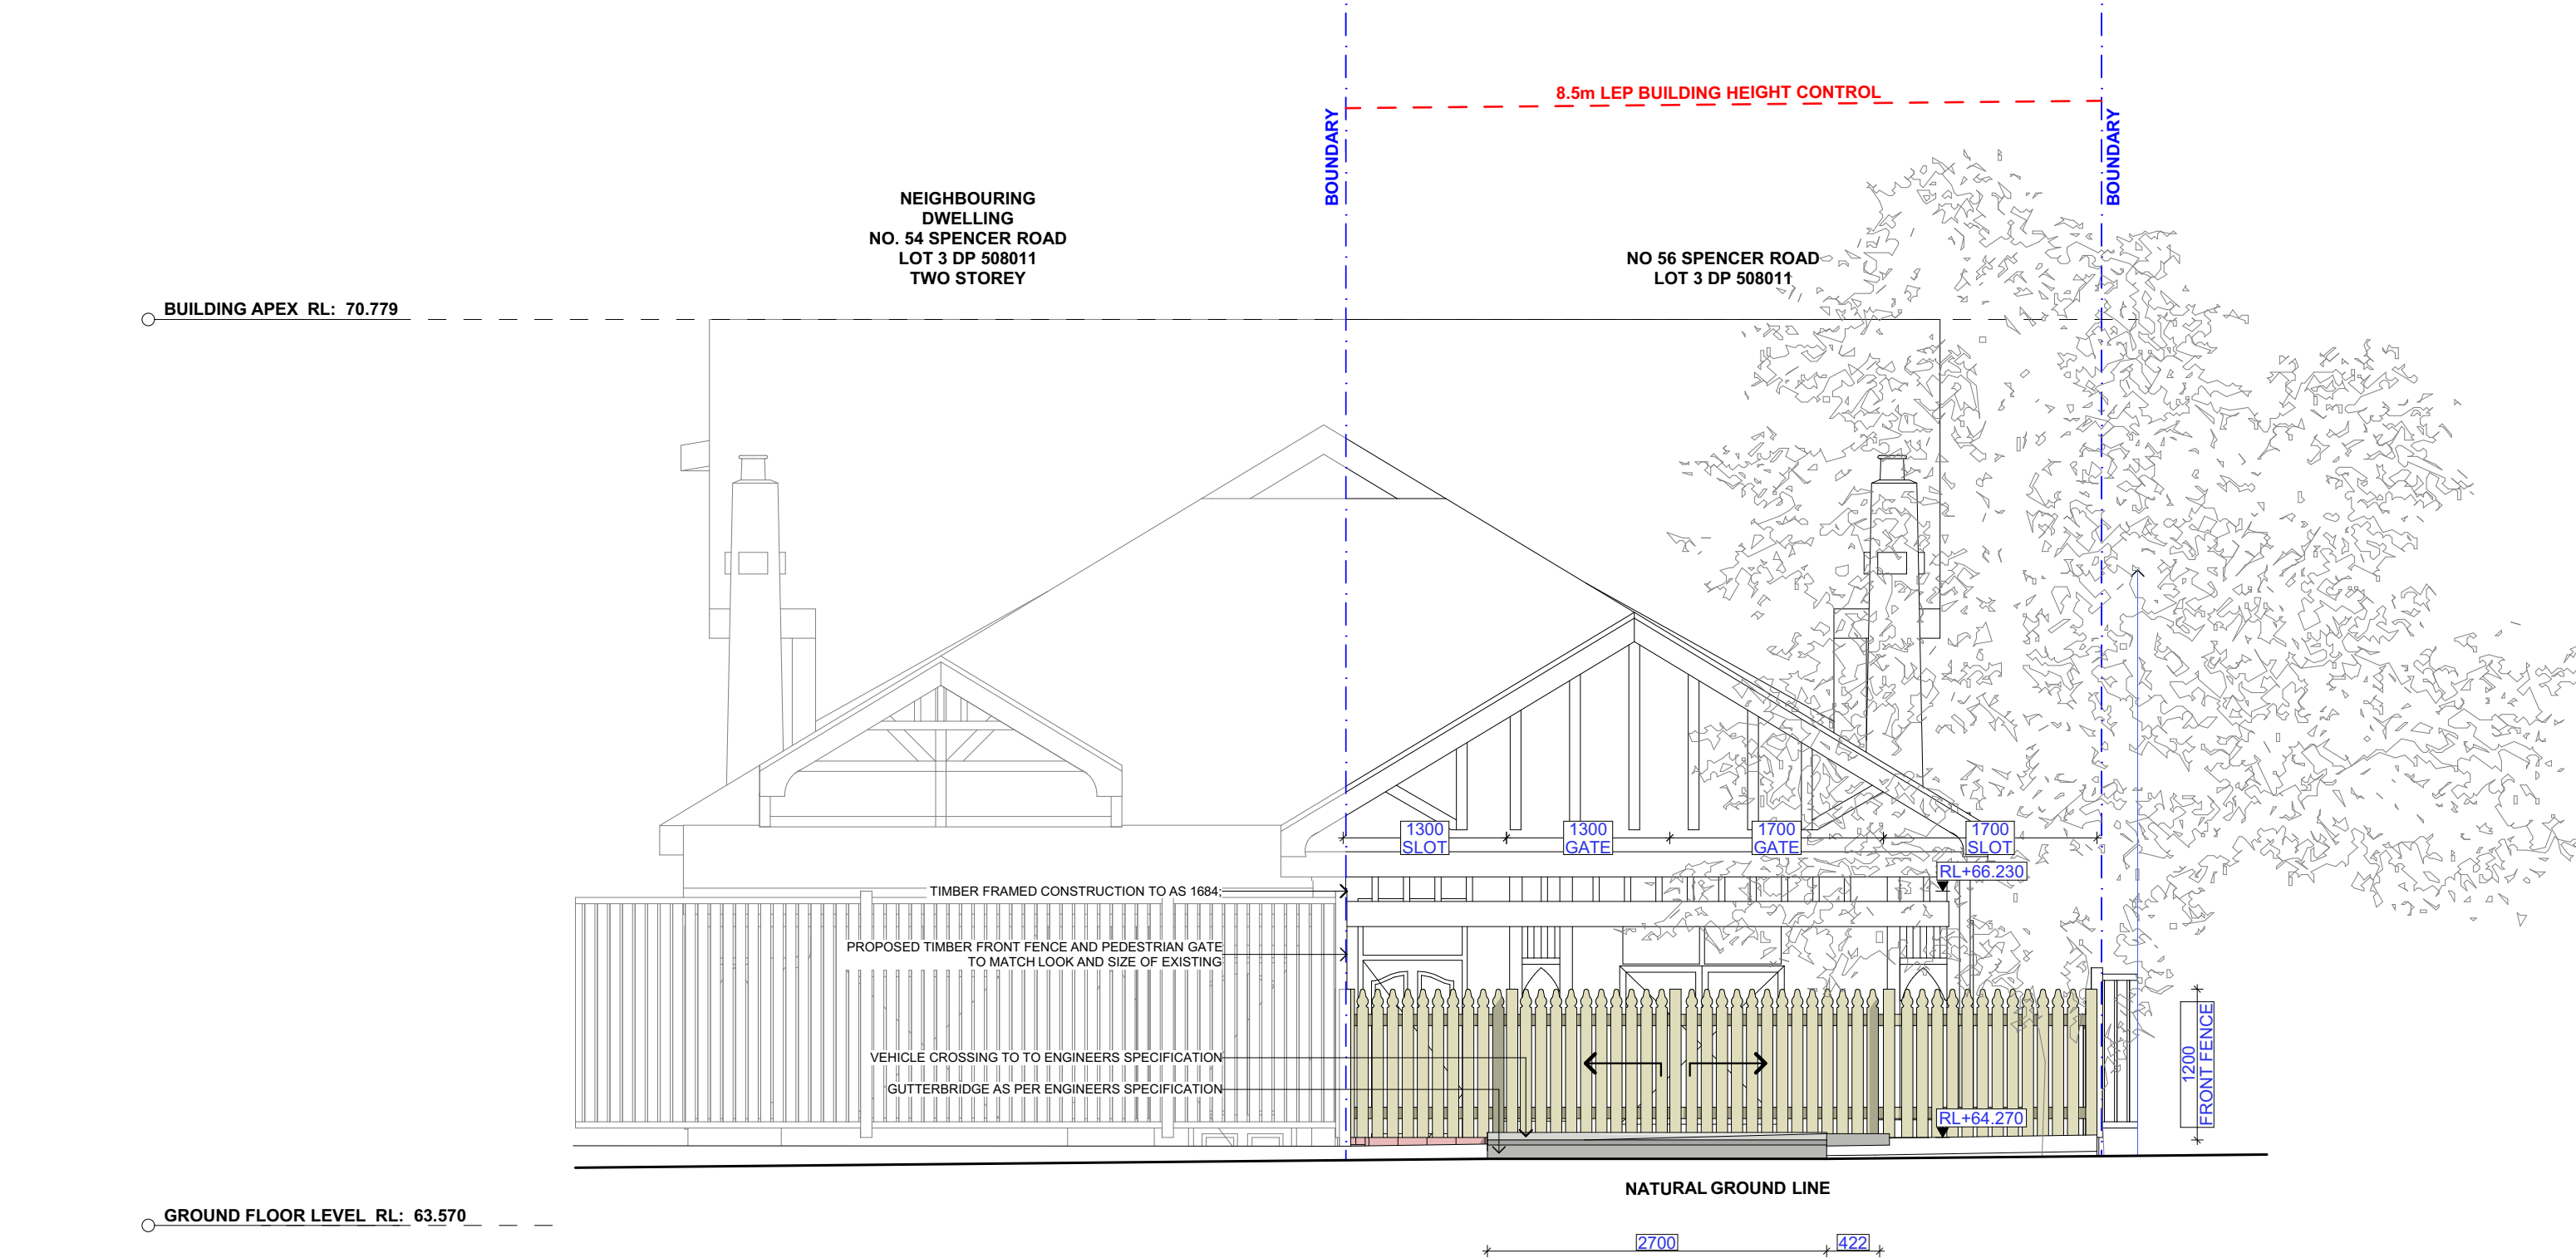 8.5m LEP BUILDING HEIGHT CONTROL
BOUNDARY
BOUNDARY
NEIGHBOURING
DWELLING
NO. 54 SPENCER ROAD
LOT 3 DP 508011
TWO STOREY
NO 56 SPENCER ROAD
LOT 3 DP 508011
BUILDING APEX RL: 70.779
1300
SLOT
1300
GATE
1700
GATE
1700
SLOT
RL+66.230
TIMBER FRAMED CONSTRUCTION TO AS 1684;
PROPOSED TIMBER FRONT FENCE AND PEDESTRIAN GATE
TO MATCH LOOK AND SIZE OF EXISTING
VEHICLE CROSSING TO TO ENGINEERS SPECIFICATION
GUTTERBRIDGE AS PER ENGINEERS SPECIFICATION
1200
FRONT FENCE
RL+64.270
NATURAL GROUND LINE
GROUND FLOOR LEVEL RL: 63.570
2700
422